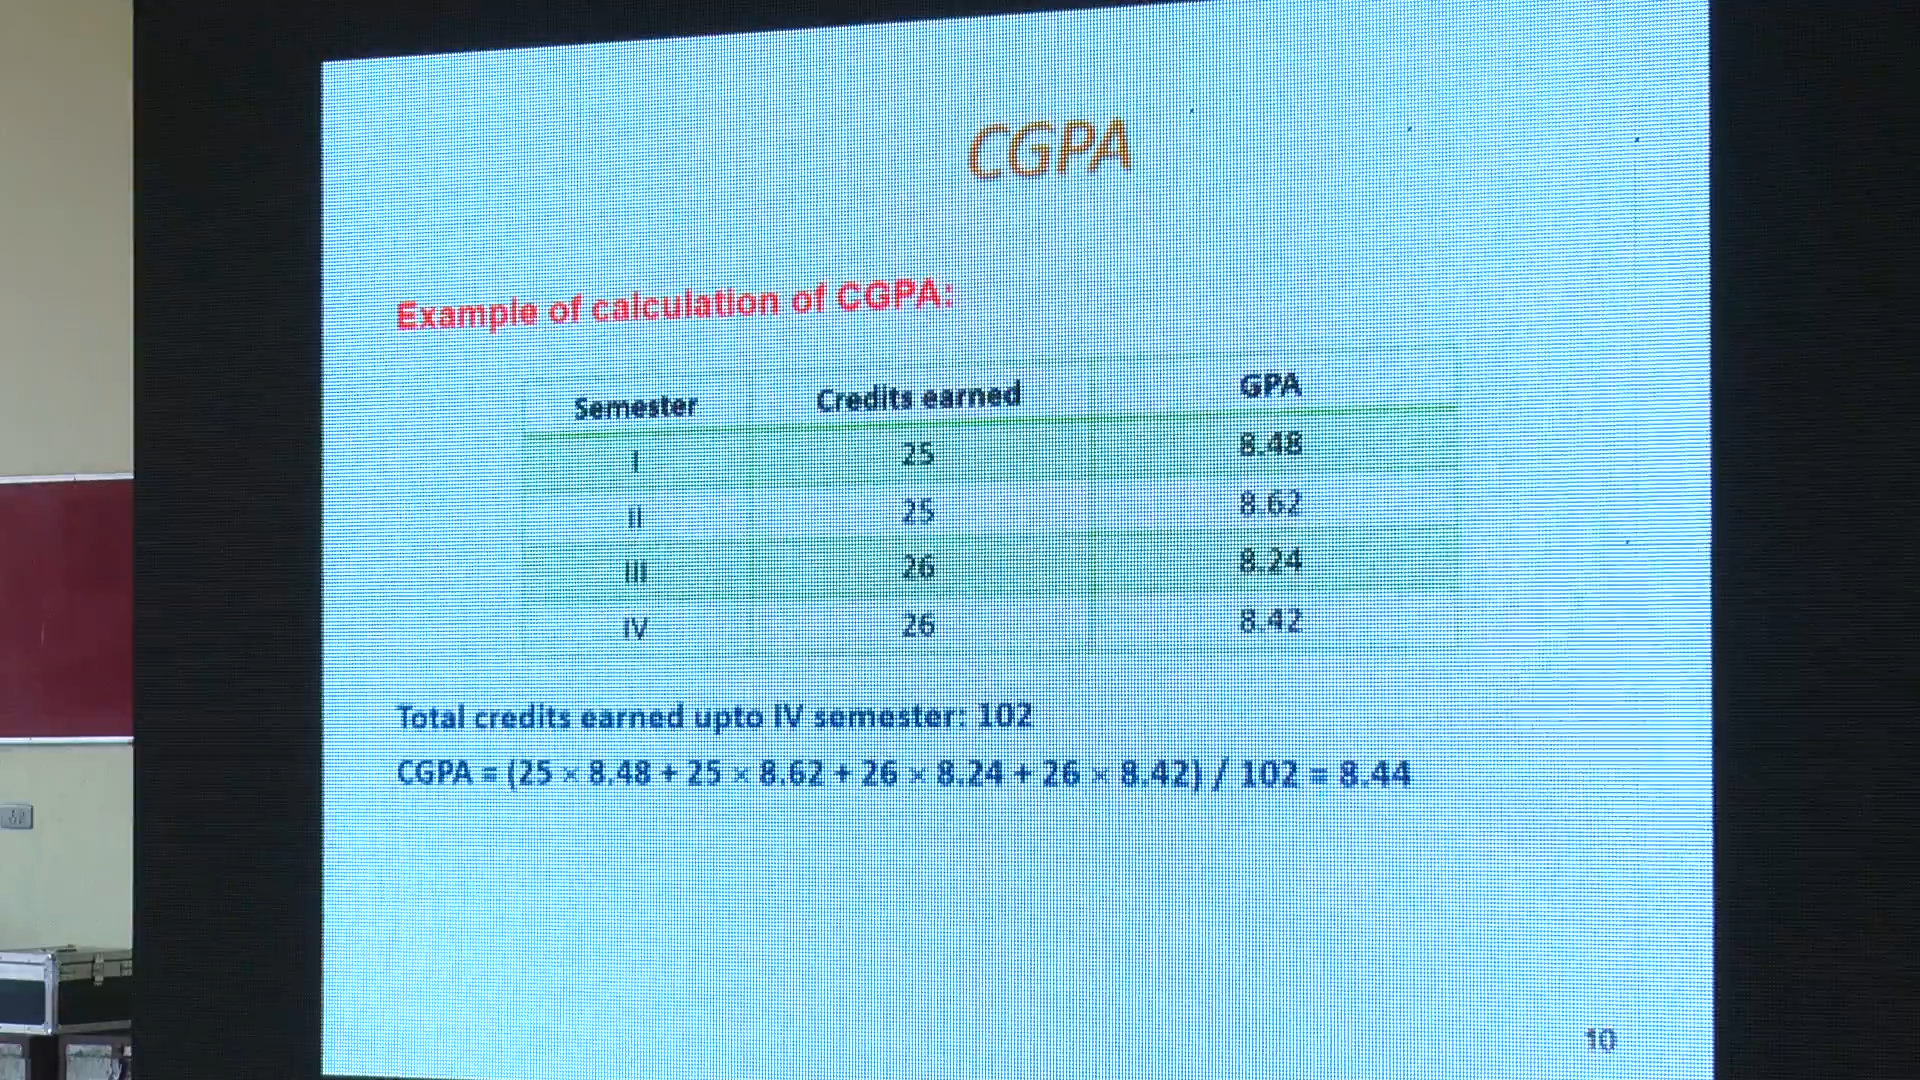 CGPA
Example of calculation of CGPA:
Semester Credits earned GPA
I 25 8.48
II 25 8.62
III 26 8.24
IV 26 8.42
Total credits earned upto IV semester: 102
CGPA = (25 × 8.48 + 25 × 8.62 + 26 × 8.24 + 26 × 8.42) / 102 = 8.44
10